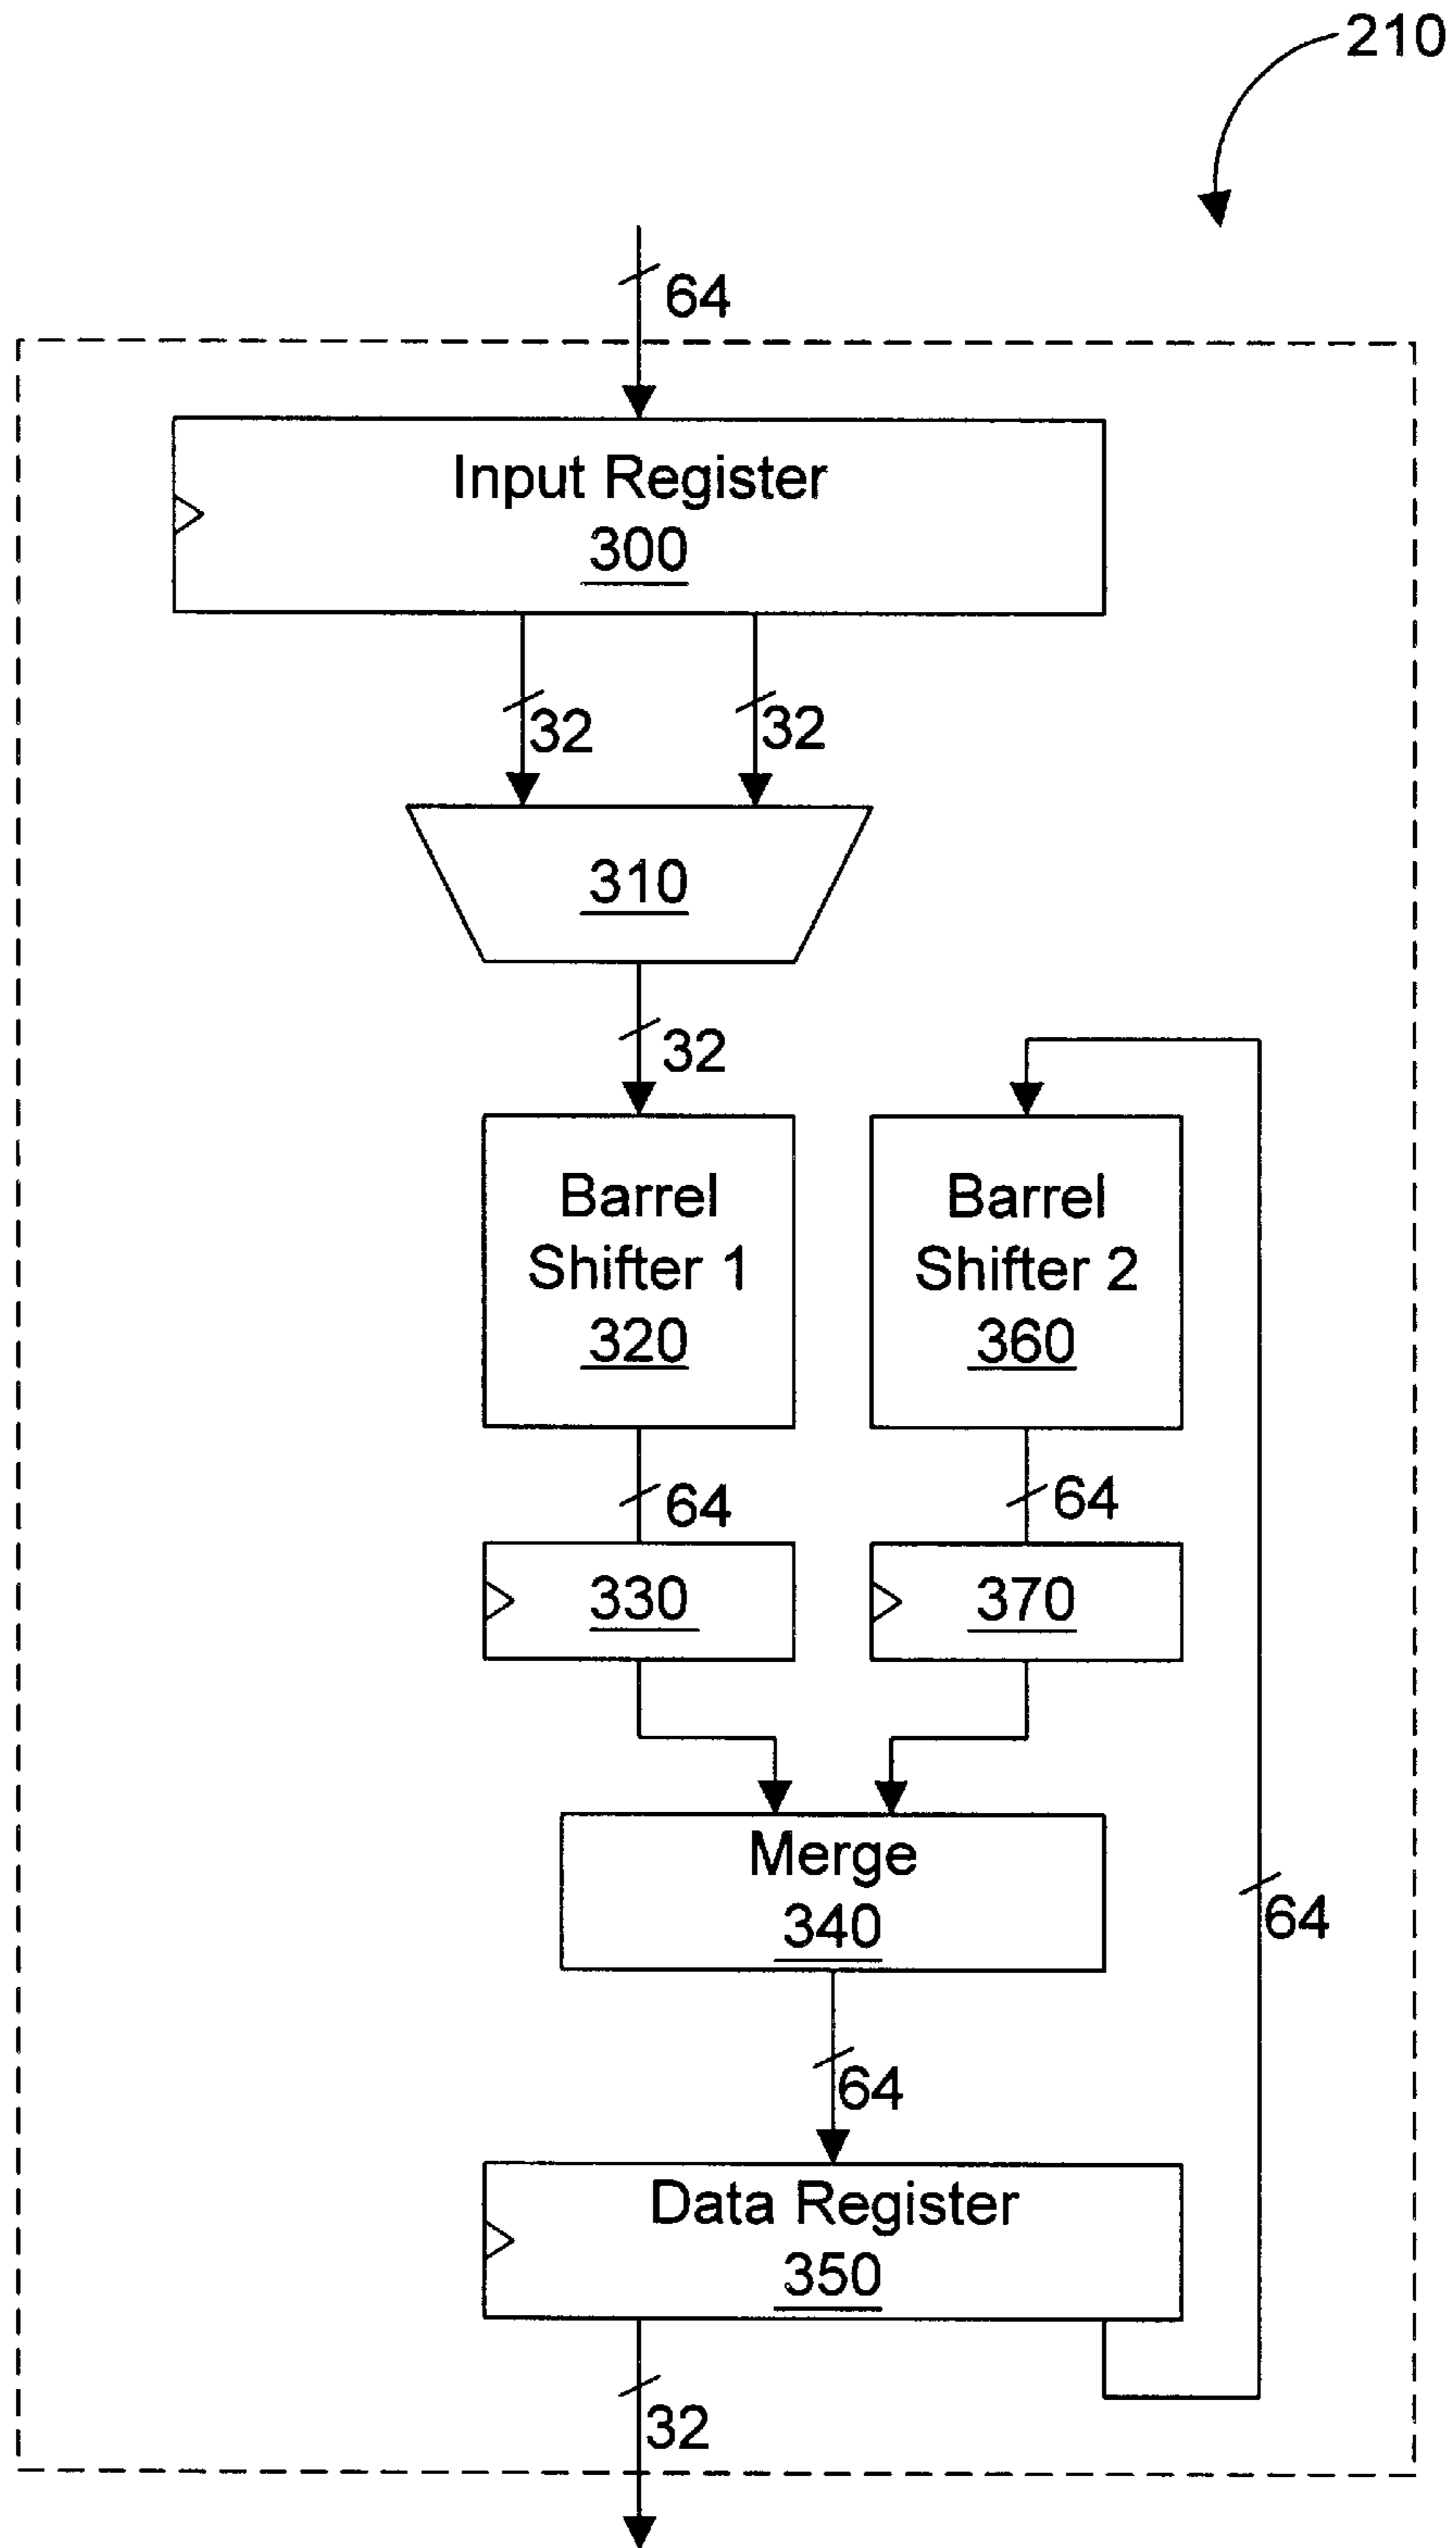 210
64
Input Register
300
32
32
310
32
Barrel
Shifter 1
320
Barrel
Shifter 2
360
64
64
330
370
Merge
340
64
64
Data Register
350
32